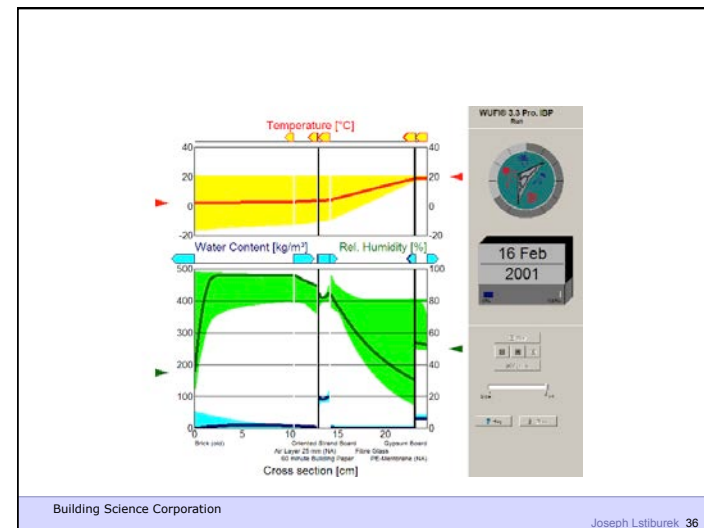 WUFI® 3.3 Pro. IBP
Run
Temperature [°C]
40 40
20 20
0 0
-20 -20
Water Content [kg/m³] Rel. Humidity [%]
500 100
400 80
300 60
200 40
100 20
0 0
0 5 10 15 20
Brick (old) Oriented Strand Board Gypsum Board
Air Layer 25 mm (NA) Fibre Glass
60 minute Building Paper PE-Membrane (NA)
Cross section [cm]
16 Feb
2001
Building Science Corporation
Joseph Lstiburek 36